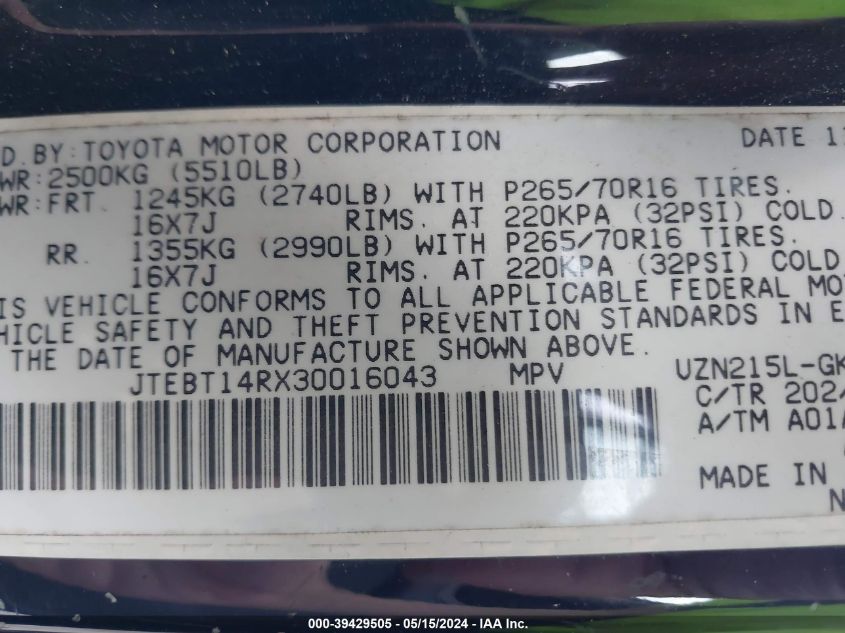 D. BY: TOYOTA MOTOR CORPORATION DATE 11
WR: 2500KG (5510LB)
WR: FRT. 1245KG (2740LB) WITH P265/70R16 TIRES.
16X7J RIMS. AT 220KPA (32PSI) COLD.
RR. 1355KG (2990LB) WITH P265/70R16 TIRES.
16X7J RIMS. AT 220KPA (32PSI) COLD
IS VEHICLE CONFORMS TO ALL APPLICABLE FEDERAL MO
HICLE SAFETY AND THEFT PREVENTION STANDARDS IN E
THE DATE OF MANUFACTURE SHOWN ABOVE.
JTEBT14RX30016043 MPV UZN215L-GK
C/TR 202/
A/TM A01A
MADE IN
N
000-39429505 - 05/15/2024 - IAA Inc.